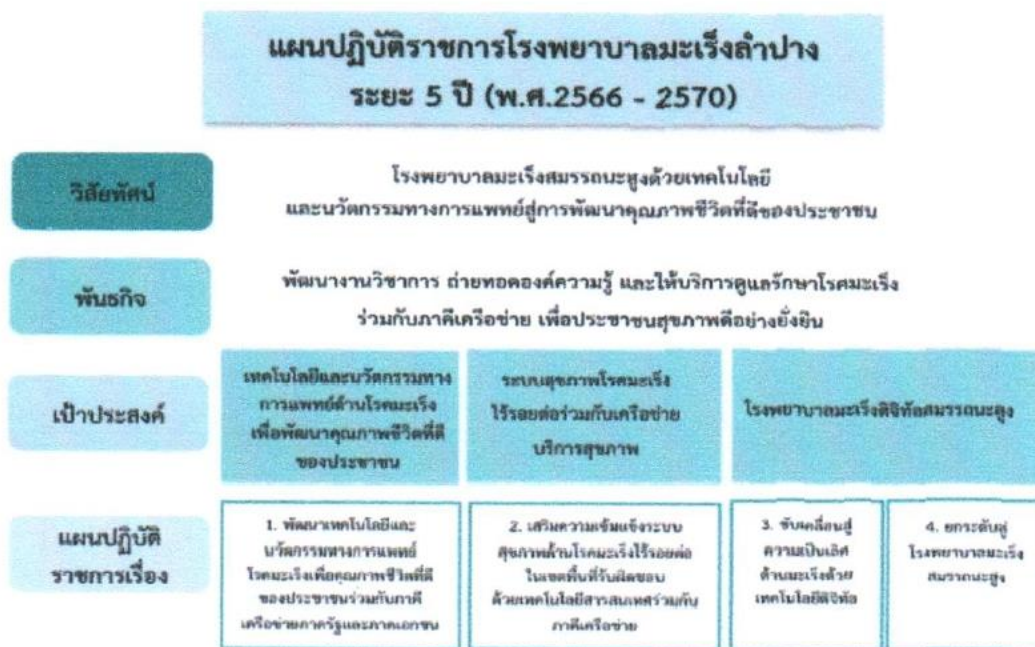 แผนปฏิบัติราชการโรงพยาบาลมะเร็งลำปาง
ระยะ 5 ปี (พ.ศ.2566 - 2570)
วิสัยทัศน์
โรงพยาบาลมะเร็งสมรรถนะสูงด้วยเทคโนโลยี
และนวัตกรรมทางการแพทย์สู่การพัฒนาคุณภาพชีวิตที่ดีของประชาชน
พันธกิจ
พัฒนางานวิชาการ ถ่ายทอดองค์ความรู้ และให้บริการดูแลรักษาโรคมะเร็ง
ร่วมกับภาคีเครือข่าย เพื่อประชาชนสุขภาพดีอย่างยั่งยืน
เป้าประสงค์
เทคโนโลยีและนวัตกรรมทาง
การแพทย์ด้านโรคมะเร็ง
เพื่อพัฒนาคุณภาพชีวิตที่ดี
ของประชาชน
ระบบสุขภาพโรคมะเร็ง
ไร้รอยต่อร่วมกับเครือข่าย
บริการสุขภาพ
โรงพยาบาลมะเร็งดิจิทัลสมรรถนะสูง
แผนปฏิบัติ
ราชการเรื่อง
1. พัฒนาเทคโนโลยีและ
นวัตกรรมทางการแพทย์
โรคมะเร็งเพื่อคุณภาพชีวิตที่ดี
ของประชาชนร่วมกับภาคี
เครือข่ายภาครัฐและภาคเอกชน
2. เสริมความเข้มแข็งระบบ
สุขภาพด้านโรคมะเร็งไร้รอยต่อ
ในเขตพื้นที่รับผิดชอบ
ด้วยเทคโนโลยีสารสนเทศร่วมกับ
ภาคีเครือข่าย
3. ขับเคลื่อนสู่
ความเป็นเลิศ
ด้านมะเร็งด้วย
เทคโนโลยีดิจิทัล
4. ยกระดับสู่
โรงพยาบาลมะเร็ง
สมรรถนะสูง